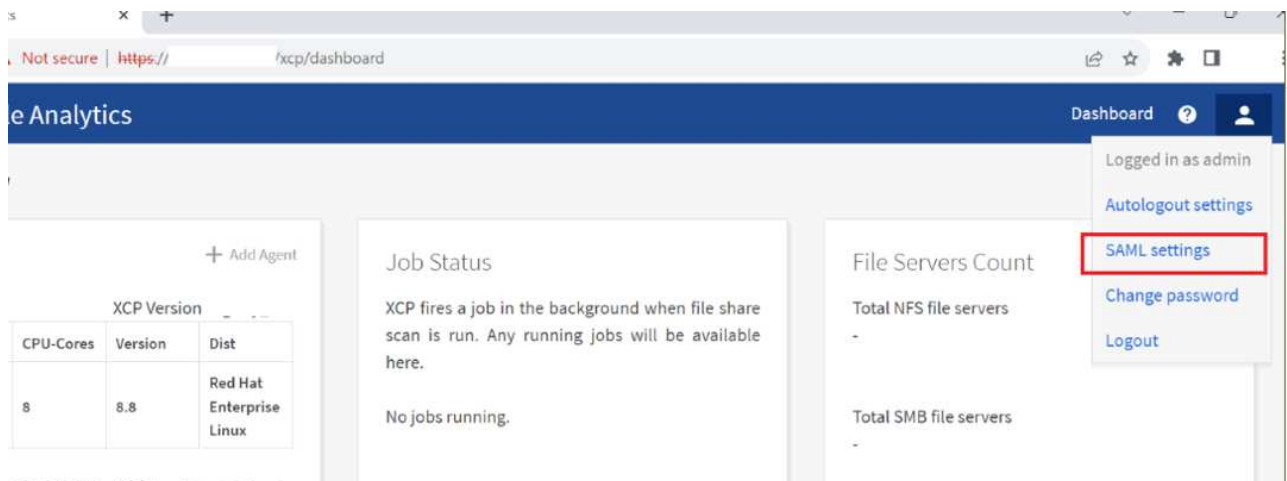 Not secure | https:// /xcp/dashboard
e Analytics
Dashboard
Logged in as admin
Autologout settings
SAML settings
Change password
Logout
+ Add Agent
XCP Version
CPU-Cores Version Dist
8 8.8 Red Hat
Enterprise
Linux
Job Status
XCP fires a job in the background when file share
scan is run. Any running jobs will be available
here.
No jobs running.
File Servers Count
Total NFS file servers
-
Total SMB file servers
-